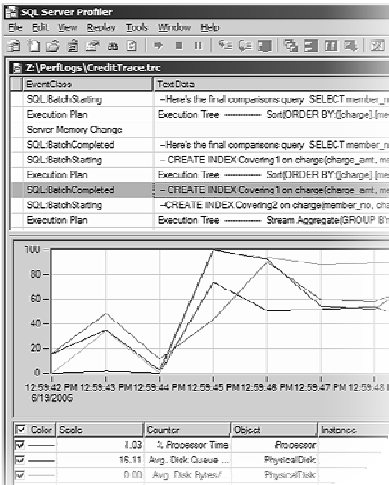 SQL Server Profiler
File Edit View Replay Tools Window Help
Z:\PerfLogs\CreditTrace.trc
EventClass TextData
SQL:BatchStarting --Here's the final comparisons query SELECT member_n
Execution Plan Execution Tree -------------- Sort(ORDER BY:([charge].[me
Server Memory Change
SQL:BatchCompleted --Here's the final comparisons query SELECT member_n
SQL:BatchStarting -- CREATE INDEX Covering1 on charge(charge_amt, me
Execution Plan Execution Tree -------------- Sort(ORDER BY:([charge].[me
SQL:BatchCompleted -- CREATE INDEX Covering1 on charge(charge_amt, me
SQL:BatchStarting --CREATE INDEX Covering2 on charge(member_no, cha
Execution Plan Execution Tree -------------- Stream Aggregate(GROUP BY
100
80
60
40
20
0
12:59:42 PM 12:59:43 PM 12:59:44 PM 12:59:45 PM 12:59:46 PM 12:59:47 PM 12:59:48
6/19/2005
Color Scale Counter Object Instance
1.03 % Processor Time Processor
16.11 Avg. Disk Queue ... PhysicalDisk
0.00 Avg. Disk Bytes/ PhysicalDisk